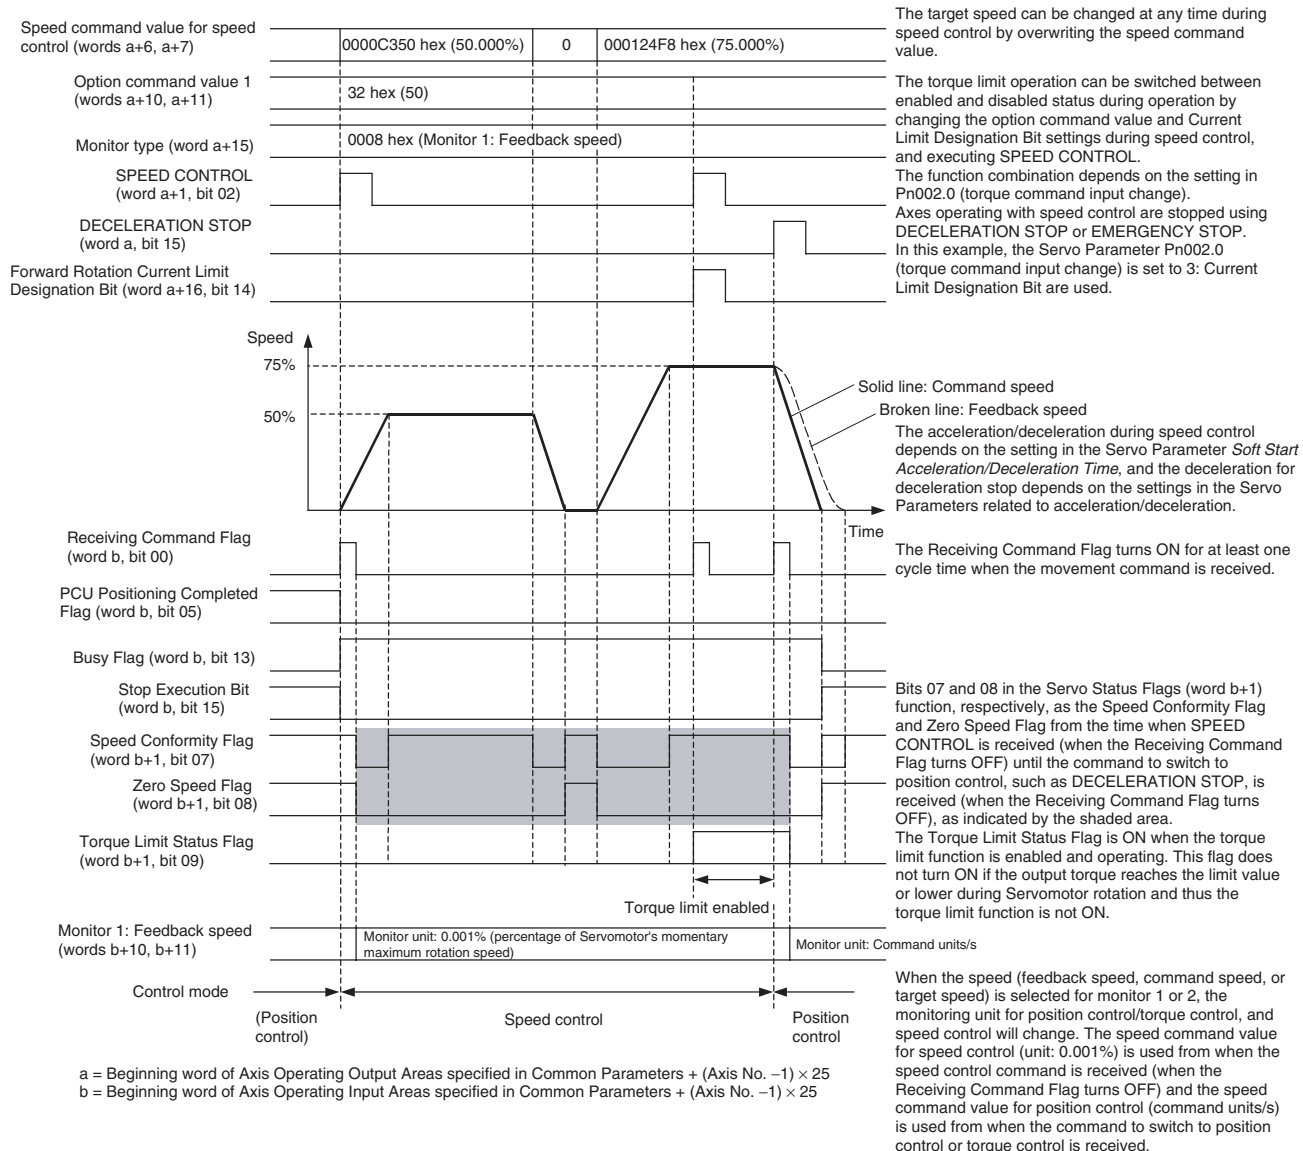 Speed command value for speed
control (words a+6, a+7)
0000C350 hex (50.000%)
0
000124F8 hex (75.000%)
The target speed can be changed at any time during
speed control by overwriting the speed command
value.
Option command value 1
(words a+10, a+11)
32 hex (50)
The torque limit operation can be switched between
enabled and disabled status during operation by
changing the option command value and Current
Limit Designation Bit settings during speed control,
and executing SPEED CONTROL.
The function combination depends on the setting in
Pn002.0 (torque command input change).
Axes operating with speed control are stopped using
DECELERATION STOP or EMERGENCY STOP.
In this example, the Servo Parameter Pn002.0
(torque command input change) is set to 3: Current
Limit Designation Bit are used.
Monitor type (word a+15)
0008 hex (Monitor 1: Feedback speed)
SPEED CONTROL
(word a+1, bit 02)
DECELERATION STOP
(word a, bit 15)
Forward Rotation Current Limit
Designation Bit (word a+16, bit 14)
Speed
75%
50%
Time
Solid line: Command speed
Broken line: Feedback speed
The acceleration/deceleration during speed control
depends on the setting in the Servo Parameter Soft Start
Acceleration/Deceleration Time, and the deceleration for
deceleration stop depends on the settings in the Servo
Parameters related to acceleration/deceleration.
Receiving Command Flag
(word b, bit 00)
The Receiving Command Flag turns ON for at least one
cycle time when the movement command is received.
PCU Positioning Completed
Flag (word b, bit 05)
Busy Flag (word b, bit 13)
Stop Execution Bit
(word b, bit 15)
Speed Conformity Flag
(word b+1, bit 07)
Zero Speed Flag
(word b+1, bit 08)
Bits 07 and 08 in the Servo Status Flags (word b+1)
function, respectively, as the Speed Conformity Flag
and Zero Speed Flag from the time when SPEED
CONTROL is received (when the Receiving Command
Flag turns OFF) until the command to switch to
position control, such as DECELERATION STOP, is
received (when the Receiving Command Flag turns
OFF), as indicated by the shaded area.
Torque Limit Status Flag
(word b+1, bit 09)
Torque limit enabled
The Torque Limit Status Flag is ON when the torque
limit function is enabled and operating. This flag does
not turn ON if the output torque reaches the limit value
or lower during Servomotor rotation and thus the
torque limit function is not ON.
Monitor 1: Feedback speed
(words b+10, b+11)
Monitor unit: 0.001% (percentage of Servomotor's momentary
maximum rotation speed)
Monitor unit: Command units/s
Control mode
(Position
control)
Speed control
Position
control
When the speed (feedback speed, command speed, or
target speed) is selected for monitor 1 or 2, the
monitoring unit for position control/torque control, and
speed control will change. The speed command value
for speed control (unit: 0.001%) is used from when the
speed control command is received (when the
Receiving Command Flag turns OFF) and the speed
command value for position control (command units/s)
is used from when the command to switch to position
control or torque control is received.
a = Beginning word of Axis Operating Output Areas specified in Common Parameters + (Axis No. −1) × 25
b = Beginning word of Axis Operating Input Areas specified in Common Parameters + (Axis No. −1) × 25